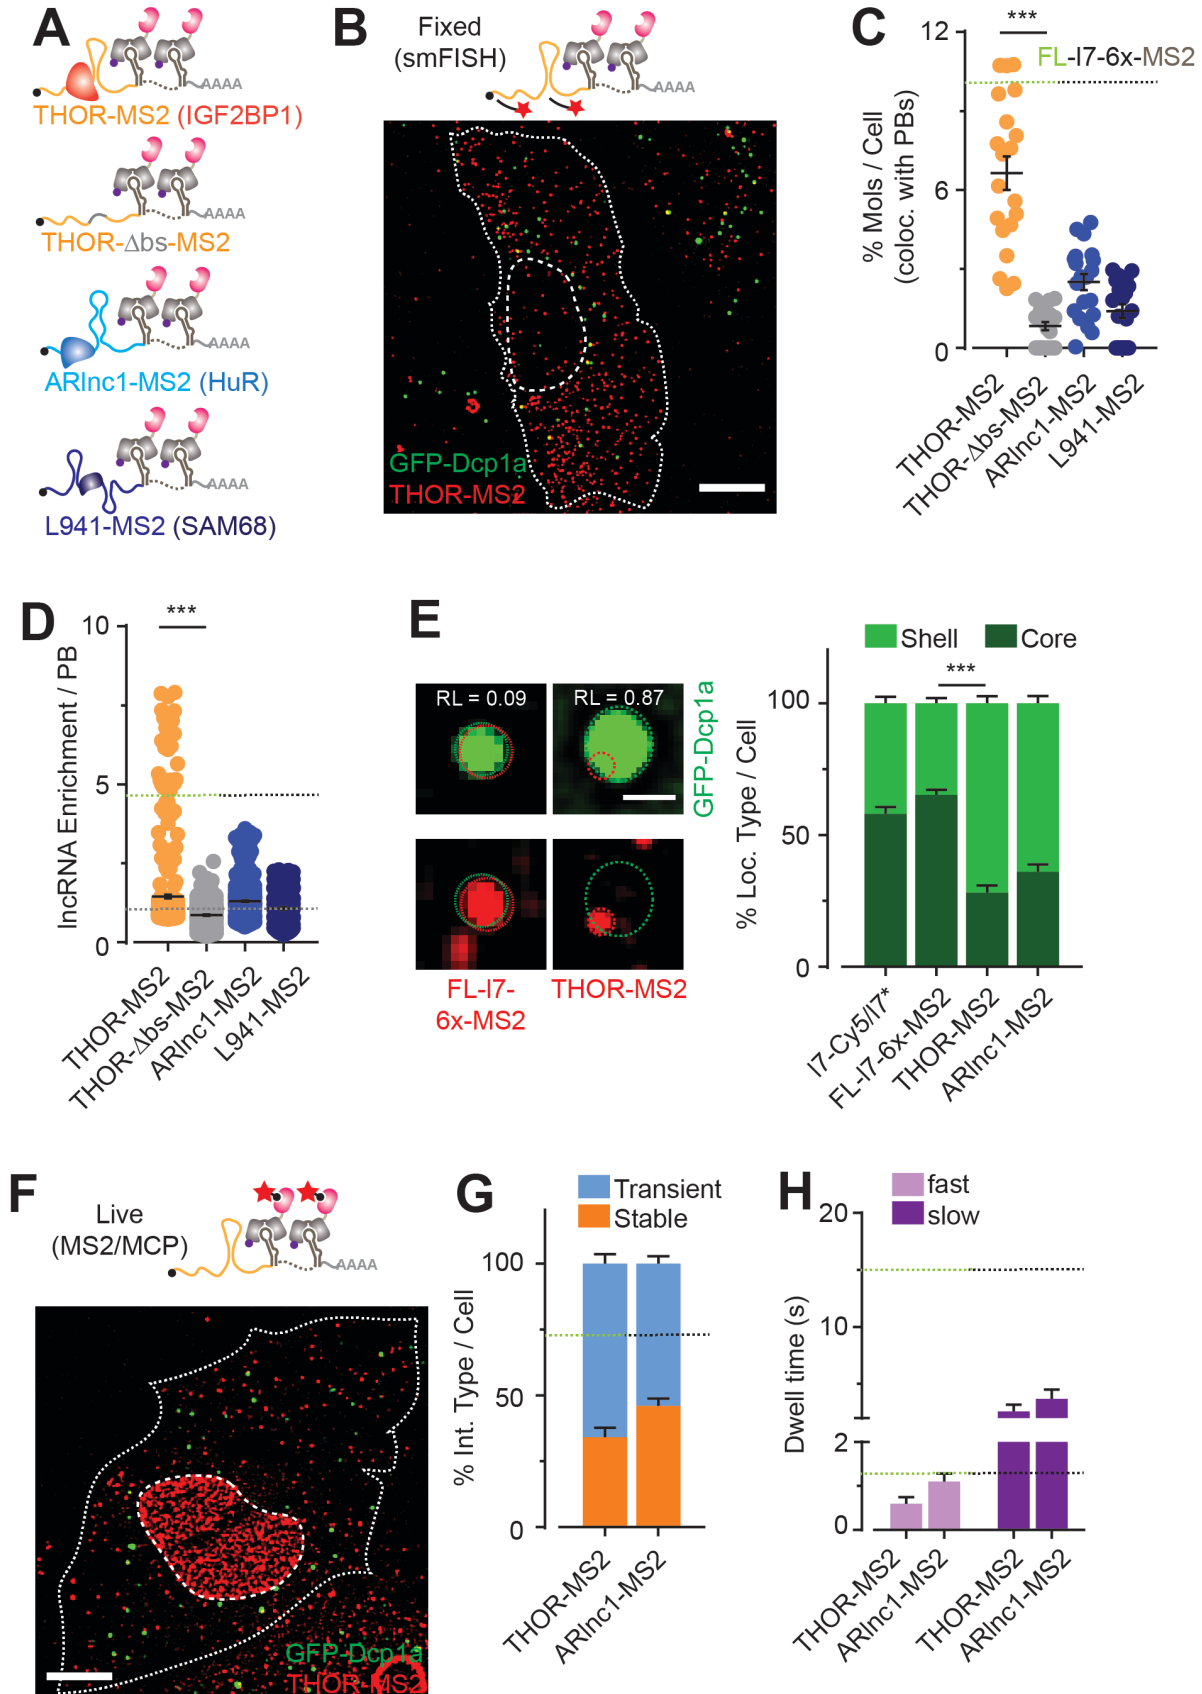 A
AAAA
THOR-MS2 (IGF2BP1)
AAAA
THOR-Δbs-MS2
AAAA
ARlnc1-MS2 (HuR)
AAAA
L941-MS2 (SAM68)
B
Fixed
(smFISH)
AAAA
GFP-Dcp1a
THOR-MS2
C
***
FL-I7-6x-MS2
% Mols / Cell
(coloc. with PBs)
12
6
0
THOR-MS2
THOR-Δbs-MS2
ARlnc1-MS2
L941-MS2
D
***
lncRNA Enrichment / PB
10
5
0
THOR-MS2
THOR-Δbs-MS2
ARlnc1-MS2
L941-MS2
E
RL = 0.09
RL = 0.87
GFP-Dcp1a
FL-I7-
6x-MS2
THOR-MS2
Shell
Core
***
% Loc. Type / Cell
100
50
0
I7-Cy5/I7*
FL-I7-6x-MS2
THOR-MS2
ARlnc1-MS2
F
Live
(MS2/MCP)
AAAA
GFP-Dcp1a
THOR-MS2
G
Transient
Stable
% Int. Type / Cell
100
50
0
THOR-MS2
ARlnc1-MS2
H
fast
slow
Dwell time (s)
20
10
2
0
THOR-MS2
ARlnc1-MS2
THOR-MS2
ARlnc1-MS2